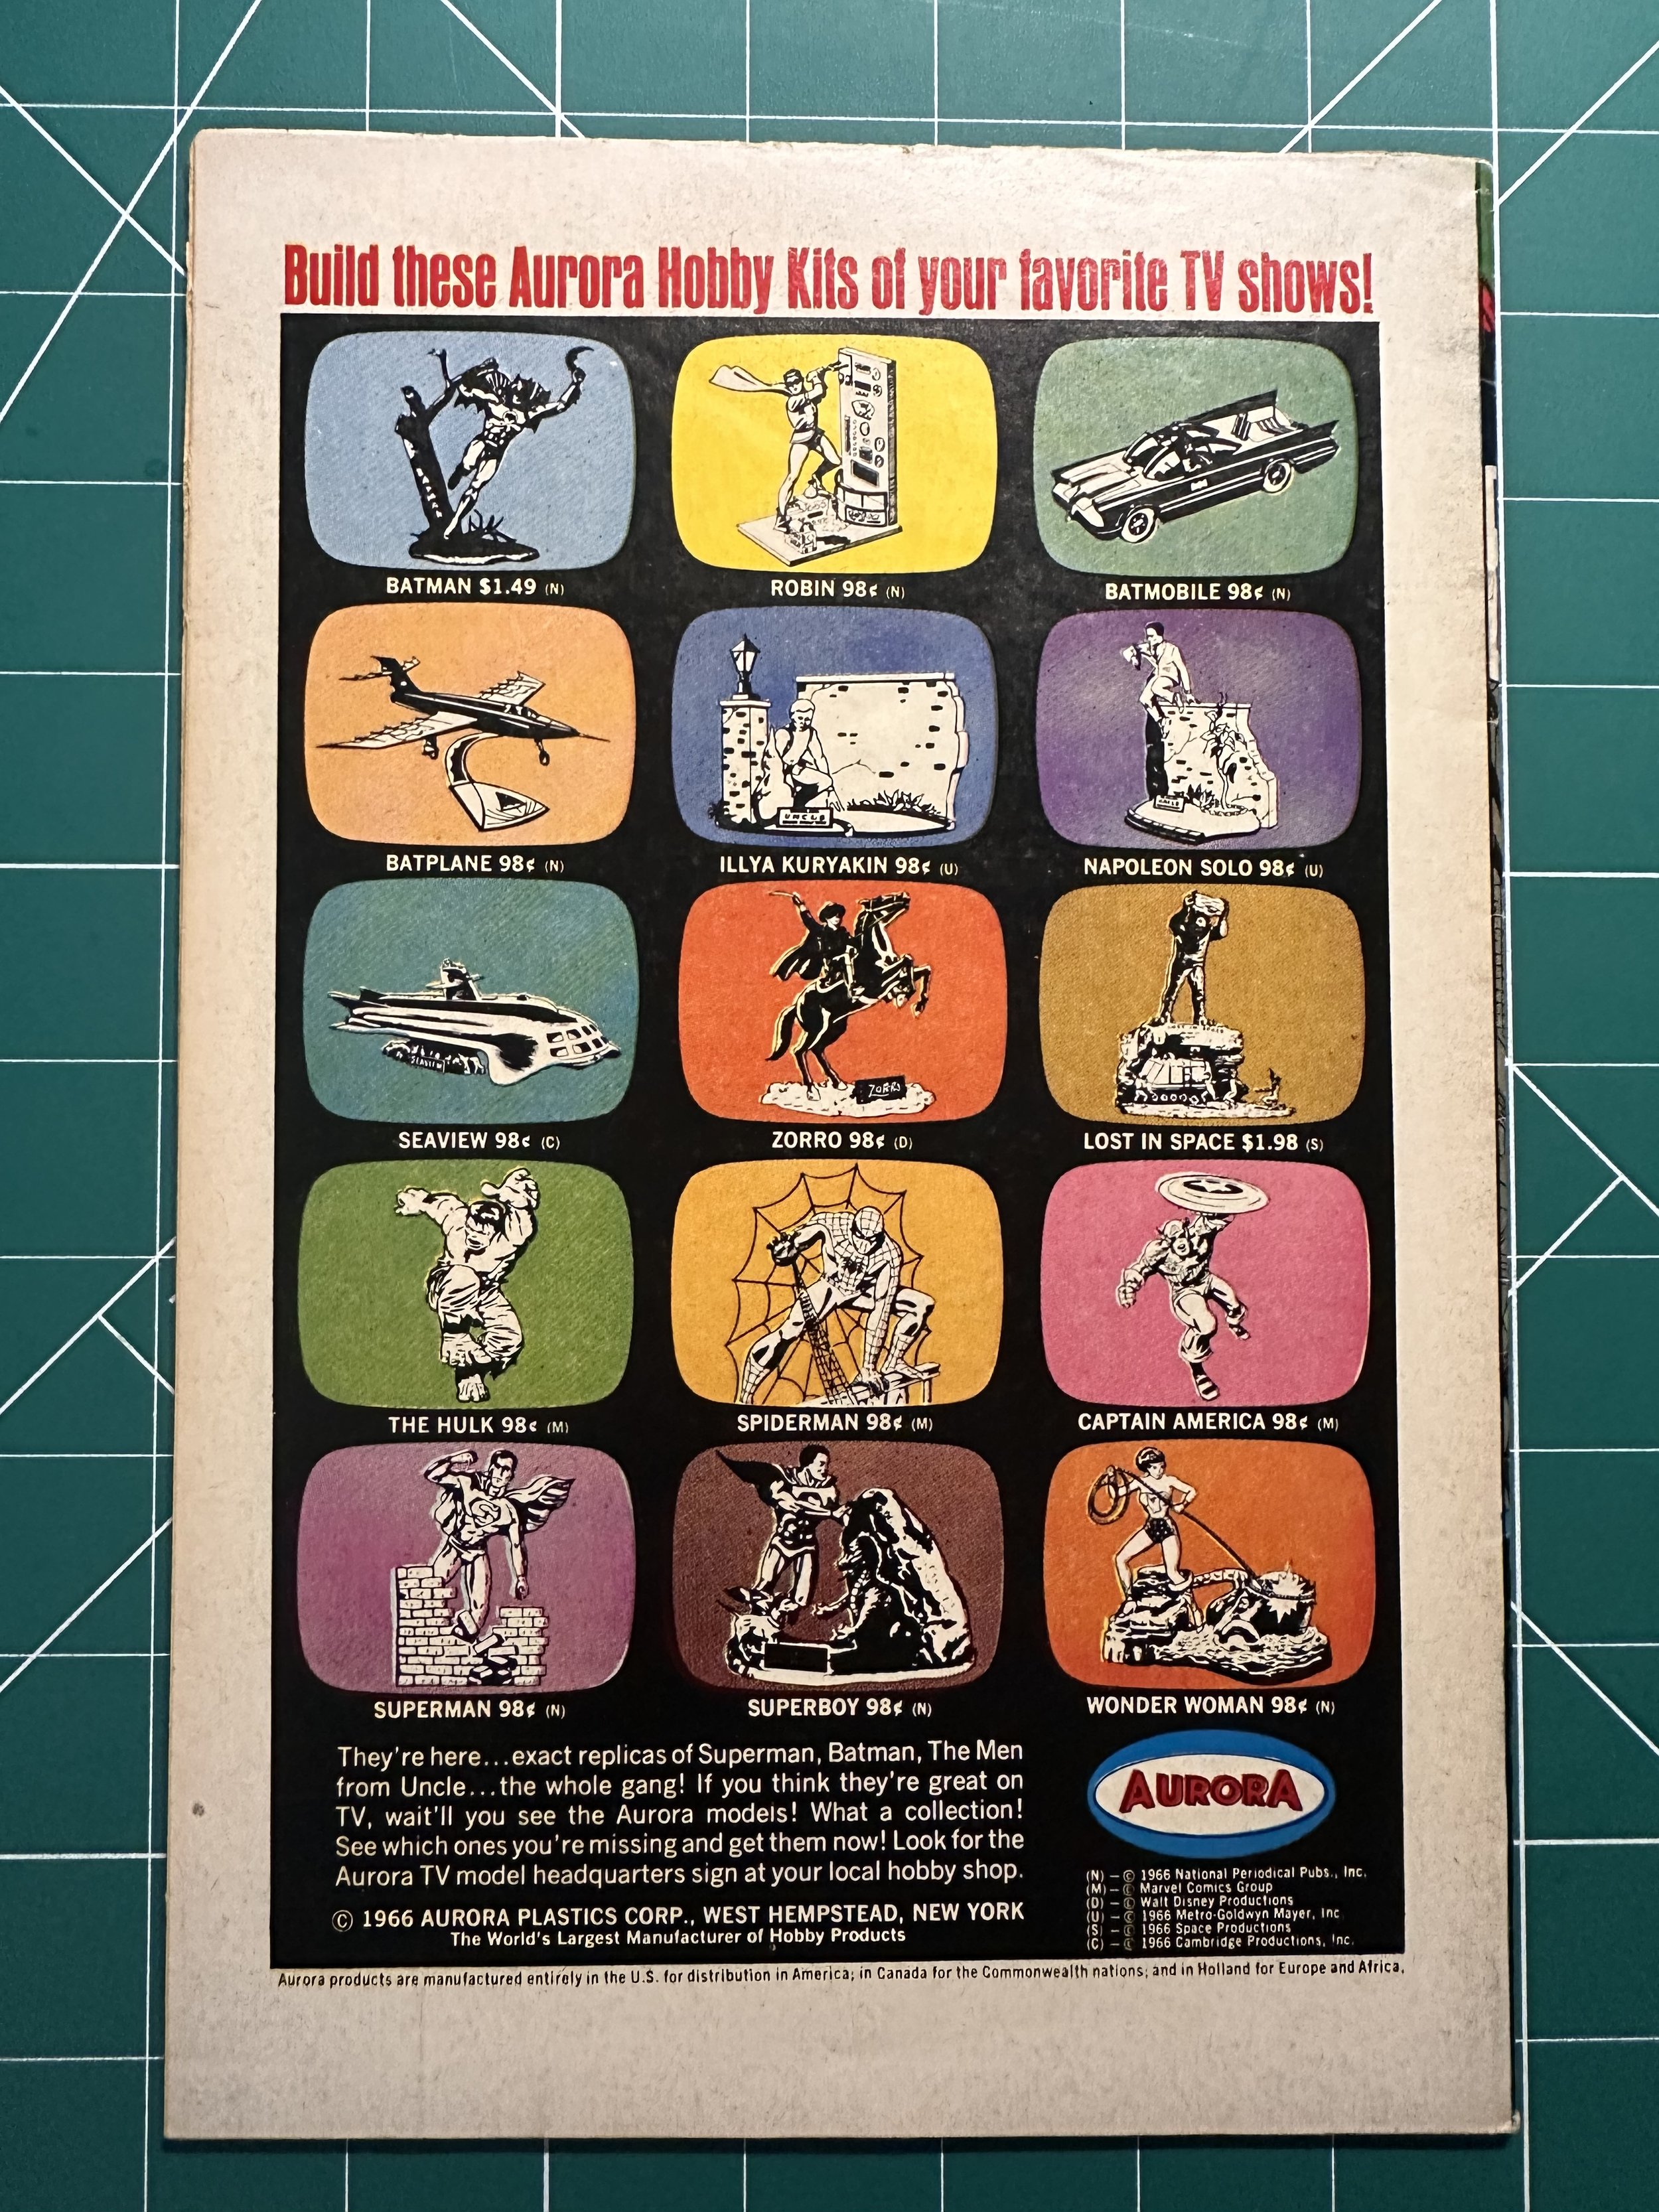 Build these Aurora Hobby Kits of your favorite TV shows!
BATMAN $1.49 (N)
ROBIN 98¢ (N)
BATMOBILE 98¢ (N)
BATPLANE 98¢ (N)
UNCLE
ILLYA KURYAKIN 98¢ (U)
NAPOLEON SOLO 98¢ (U)
SEAVIEW
SEAVIEW 98¢ (C)
ZORRO
ZORRO 98¢ (D)
LOST IN SPACE
LOST IN SPACE $1.98 (S)
THE HULK 98¢ (M)
SPIDERMAN 98¢ (M)
CAPTAIN AMERICA 98¢ (M)
S
SUPERMAN 98¢ (N)
SUPERBOY 98¢ (N)
WONDER WOMAN 98¢ (N)
They're here...exact replicas of Superman, Batman, The Men
from Uncle...the whole gang! If you think they're great on
TV, wait'll you see the Aurora models! What a collection!
See which ones you're missing and get them now! Look for the
Aurora TV model headquarters sign at your local hobby shop.
© 1966 AURORA PLASTICS CORP., WEST HEMPSTEAD, NEW YORK
The World's Largest Manufacturer of Hobby Products
AURORA
(N) – © 1966 National Periodical Pubs., Inc.
(M) – © Marvel Comics Group
(D) – © Walt Disney Productions
(U) – © 1966 Metro-Goldwyn Mayer, Inc.
(S) – © 1966 Space Productions
(C) – © 1966 Cambridge Productions, Inc.
Aurora products are manufactured entirely in the U.S. for distribution in America; in Canada for the Commonwealth nations; and in Holland for Europe and Africa.